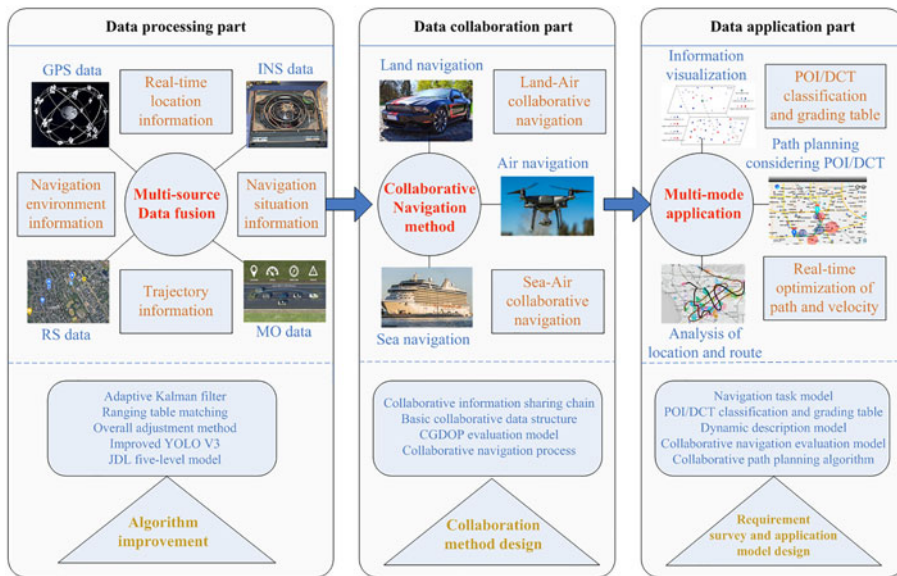 Data processing part
GPS data
INS data
Real-time
location
information
Navigation
environment
information
Multi-source
Data fusion
Navigation
situation
information
Trajectory
information
RS data
MO data
Adaptive Kalman filter
Ranging table matching
Overall adjustment method
Improved YOLO V3
JDL five-level model
Algorithm
improvement
Data collaboration part
Land navigation
Land-Air
collaborative
navigation
Air navigation
Collaborative
Navigation
method
Sea-Air
collaborative
navigation
Sea navigation
Collaborative information sharing chain
Basic collaborative data structure
CGDOP evaluation model
Collaborative navigation process
Collaboration
method design
Data application part
Information
visualization
POI/DCT
classification
and grading table
Path planning
considering POI/DCT
Multi-mode
application
Real-time
optimization of
path and velocity
Analysis of
location and route
Navigation task model
POI/DCT classification and grading table
Dynamic description model
Collaborative navigation evaluation model
Collaborative path planning algorithm
Requirement
survey and application
model design